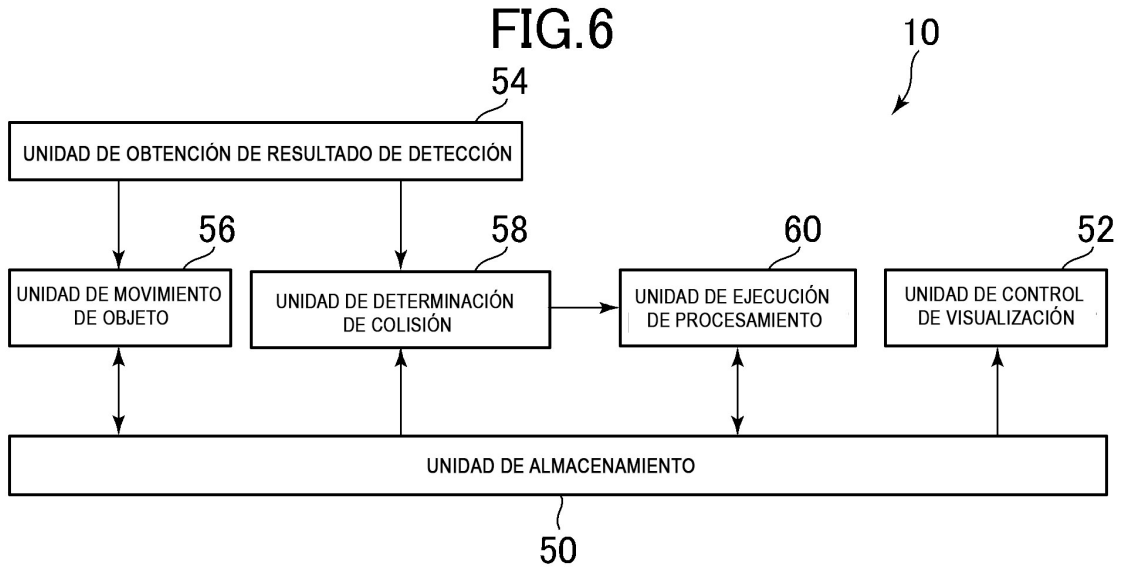 FIG.6
10
54
UNIDAD DE OBTENCIÓN DE RESULTADO DE DETECCIÓN
56
58
60
52
UNIDAD DE MOVIMIENTO
DE OBJETO
UNIDAD DE DETERMINACIÓN
DE COLISIÓN
UNIDAD DE EJECUCIÓN
DE PROCESAMIENTO
UNIDAD DE CONTROL
DE VISUALIZACIÓN
UNIDAD DE ALMACENAMIENTO
50